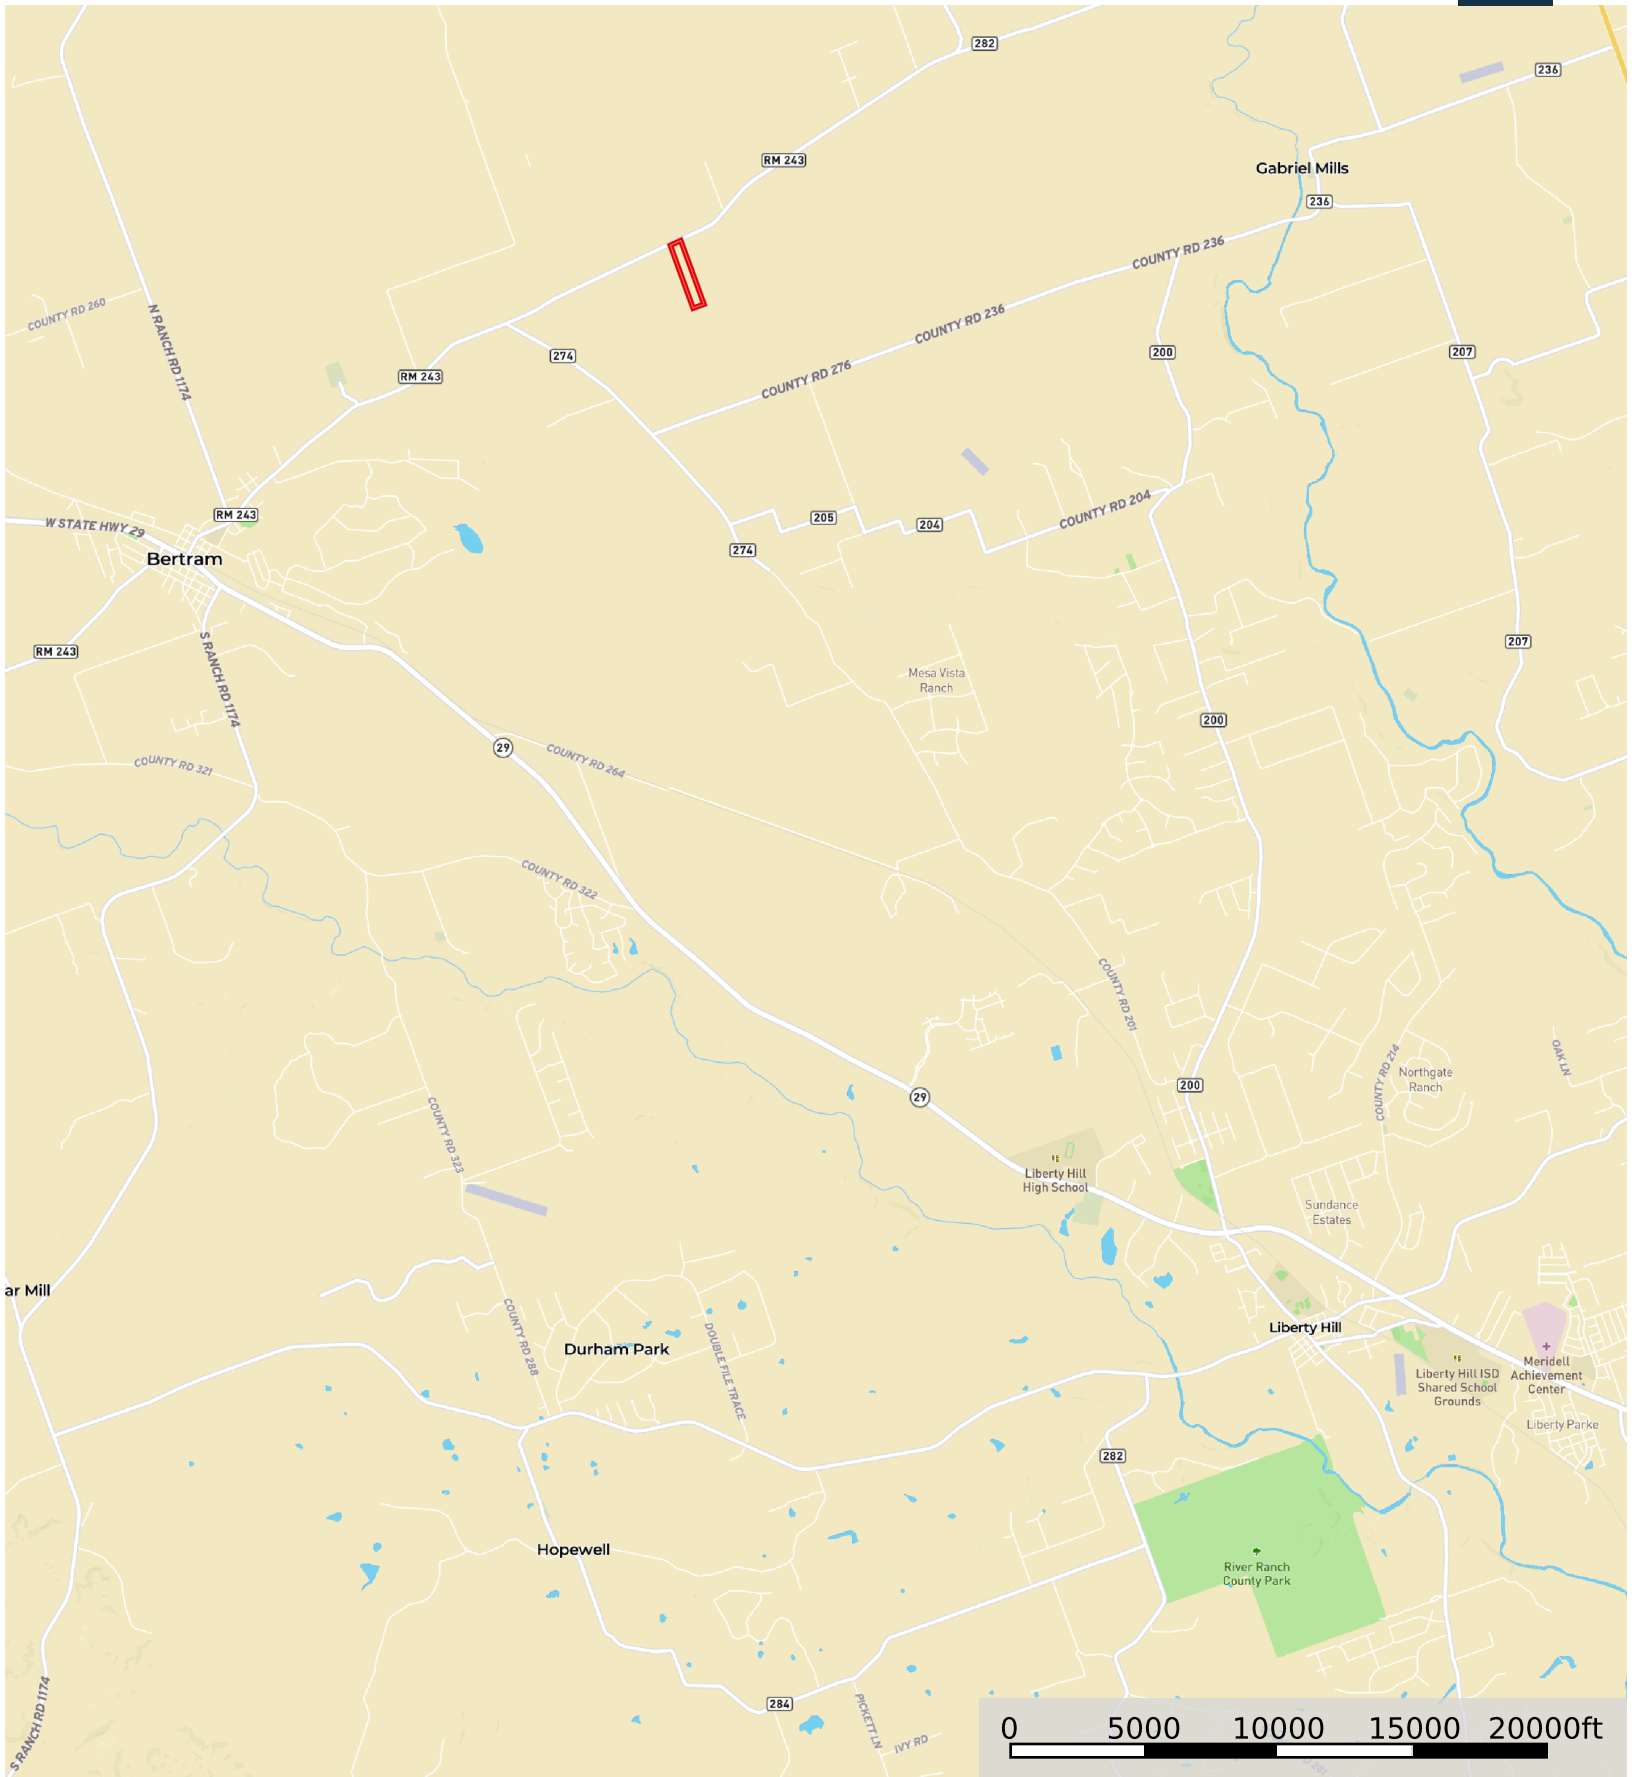 282
236
RM 243
Gabriel Mills
236
COUNTY RD 236
COUNTY RD 260
N RANCH RD 1174
COUNTY RD 236
274
200
207
RM 243
COUNTY RD 276
COUNTY RD 204
RM 243
205
204
W STATE HWY 29
274
Bertram
RM 243
207
S RANCH RD 1174
Mesa Vista
Ranch
200
29
COUNTY RD 264
COUNTY RD 321
COUNTY RD 322
COUNTY RD 201
OAK LN
COUNTY RD 214
Northgate
Ranch
200
29
COUNTY RD 323
Liberty Hill
High School
Sundance
Estates
ar Mill
COUNTY RD 288
Durham Park
DOUBLE FILE TRACE
Liberty Hill
Liberty Hill ISD
Shared School
Grounds
Meridell
Achievement
Center
Liberty Parke
282
Hopewell
River Ranch
County Park
284
S RANCH RD 1174
PICKETT LN
IVY RD
0 5000 10000 15000 20000ft